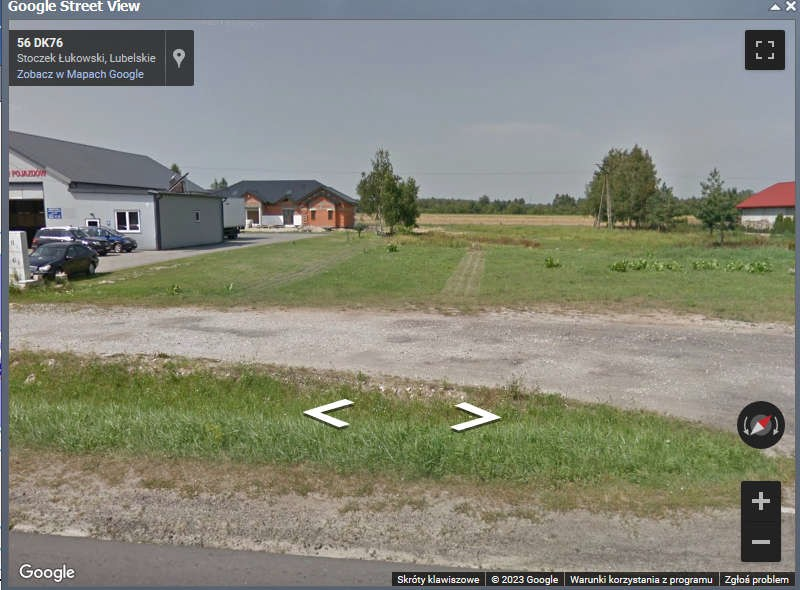 Google Street View
56 DK76
Stoczek Łukowski, Lubelskie
Zobacz w Mapach Google
POJAZDÓW
Google
Skróty klawiszowe
© 2023 Google
Warunki korzystania z programu
Zgłoś problem